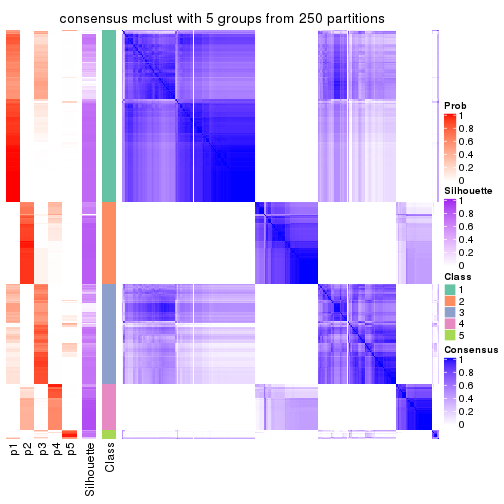 consensus mclust with 5 groups from 250 partitions
Prob
1
0.8
0.6
0.4
0.2
0
Silhouette
1
0.8
0.6
0.4
0.2
0
Class
1
2
3
4
5
Consensus
1
0.8
0.6
0.4
0.2
0
p1
p2
p3
p4
p5
Silhouette
Class